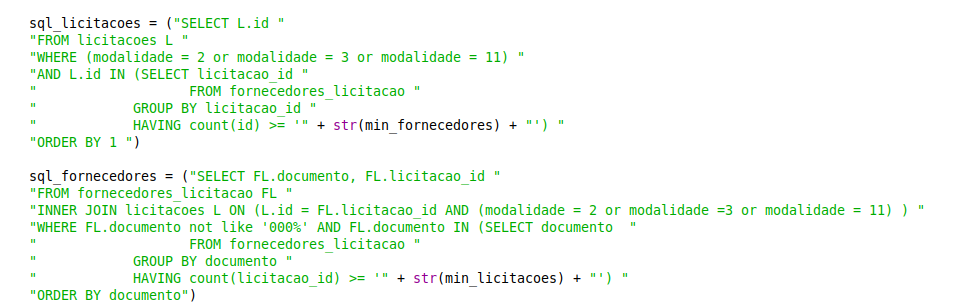 sql_licitacoes = ("SELECT L.id "
"FROM licitacoes L "
"WHERE (modalidade = 2 or modalidade = 3 or modalidade = 11) "
"AND L.id IN (SELECT licitacao_id "
"                   FROM fornecedores_licitacao "
"            GROUP BY licitacao_id "
"            HAVING count(id) >= '" + str(min_fornecedores) + "') "
"ORDER BY 1 ")

sql_fornecedores = ("SELECT FL.documento, FL.licitacao_id "
"FROM fornecedores_licitacao FL "
"INNER JOIN licitacoes L ON (L.id = FL.licitacao_id AND (modalidade = 2 or modalidade =3 or modalidade = 11) ) "
"WHERE FL.documento not like '000%' AND FL.documento IN (SELECT documento  "
"                   FROM fornecedores_licitacao "
"            GROUP BY documento "
"            HAVING count(licitacao_id) >= '" + str(min_licitacoes) + "') "
"ORDER BY documento")